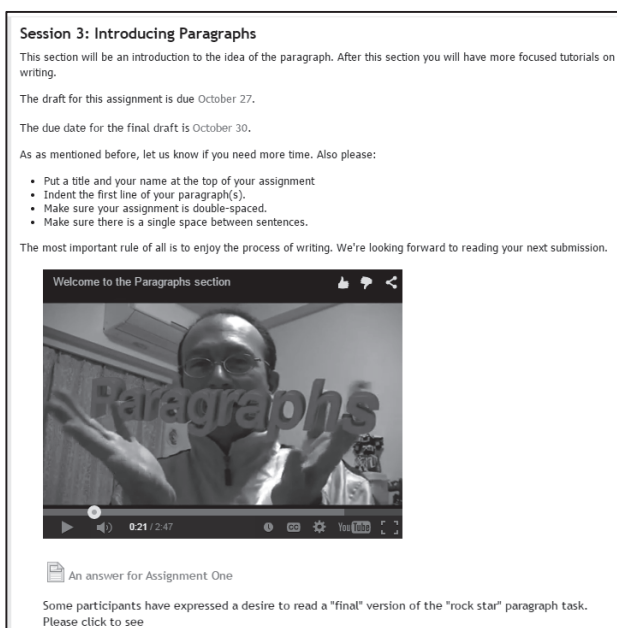 Session 3: Introducing Paragraphs
This section will be an introduction to the idea of the paragraph. After this section you will have more focused tutorials on
writing.
The draft for this assignment is due October 27.
The due date for the final draft is October 30.
As as mentioned before, let us know if you need more time. Also please:
• Put a title and your name at the top of your assignment
• Indent the first line of your paragraph(s).
• Make sure your assignment is double-spaced.
• Make sure there is a single space between sentences.
The most important rule of all is to enjoy the process of writing. We're looking forward to reading your next submission.
Welcome to the Paragraphs section
Paragraphs
0:21 / 2:47 CC YouTube
An answer for Assignment One
Some participants have expressed a desire to read a "final" version of the "rock star" paragraph task.
Please click to see